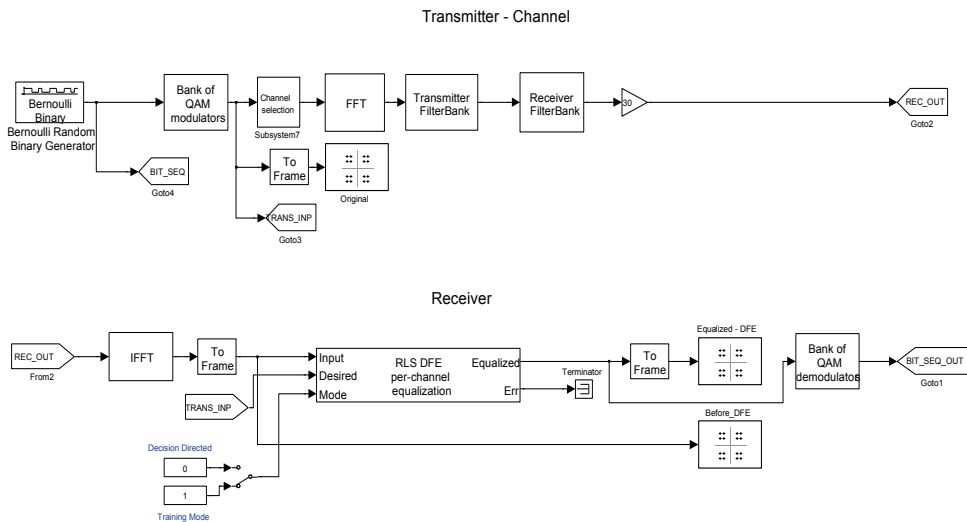 Transmitter - Channel
Bernoulli
Binary
Bernoulli Random
Binary Generator
Bank of
QAM
modulators
Channel
selection
Subsystem7
FFT
Transmitter
FilterBank
Receiver
FilterBank
30
REC_OUT
Goto2
BIT_SEQ
Goto4
To
Frame
Original
TRANS_INP
Goto3
Receiver
REC_OUT
From2
IFFT
To
Frame
TRANS_INP
Input
Desired
Mode
RLS DFE
per-channel
equalization
Equalized
Err
Terminator
To
Frame
Equalized - DFE
Bank of
QAM
demodulators
BIT_SEQ_OUT
Goto1
Before_DFE
Decision Directed
0
1
Training Mode